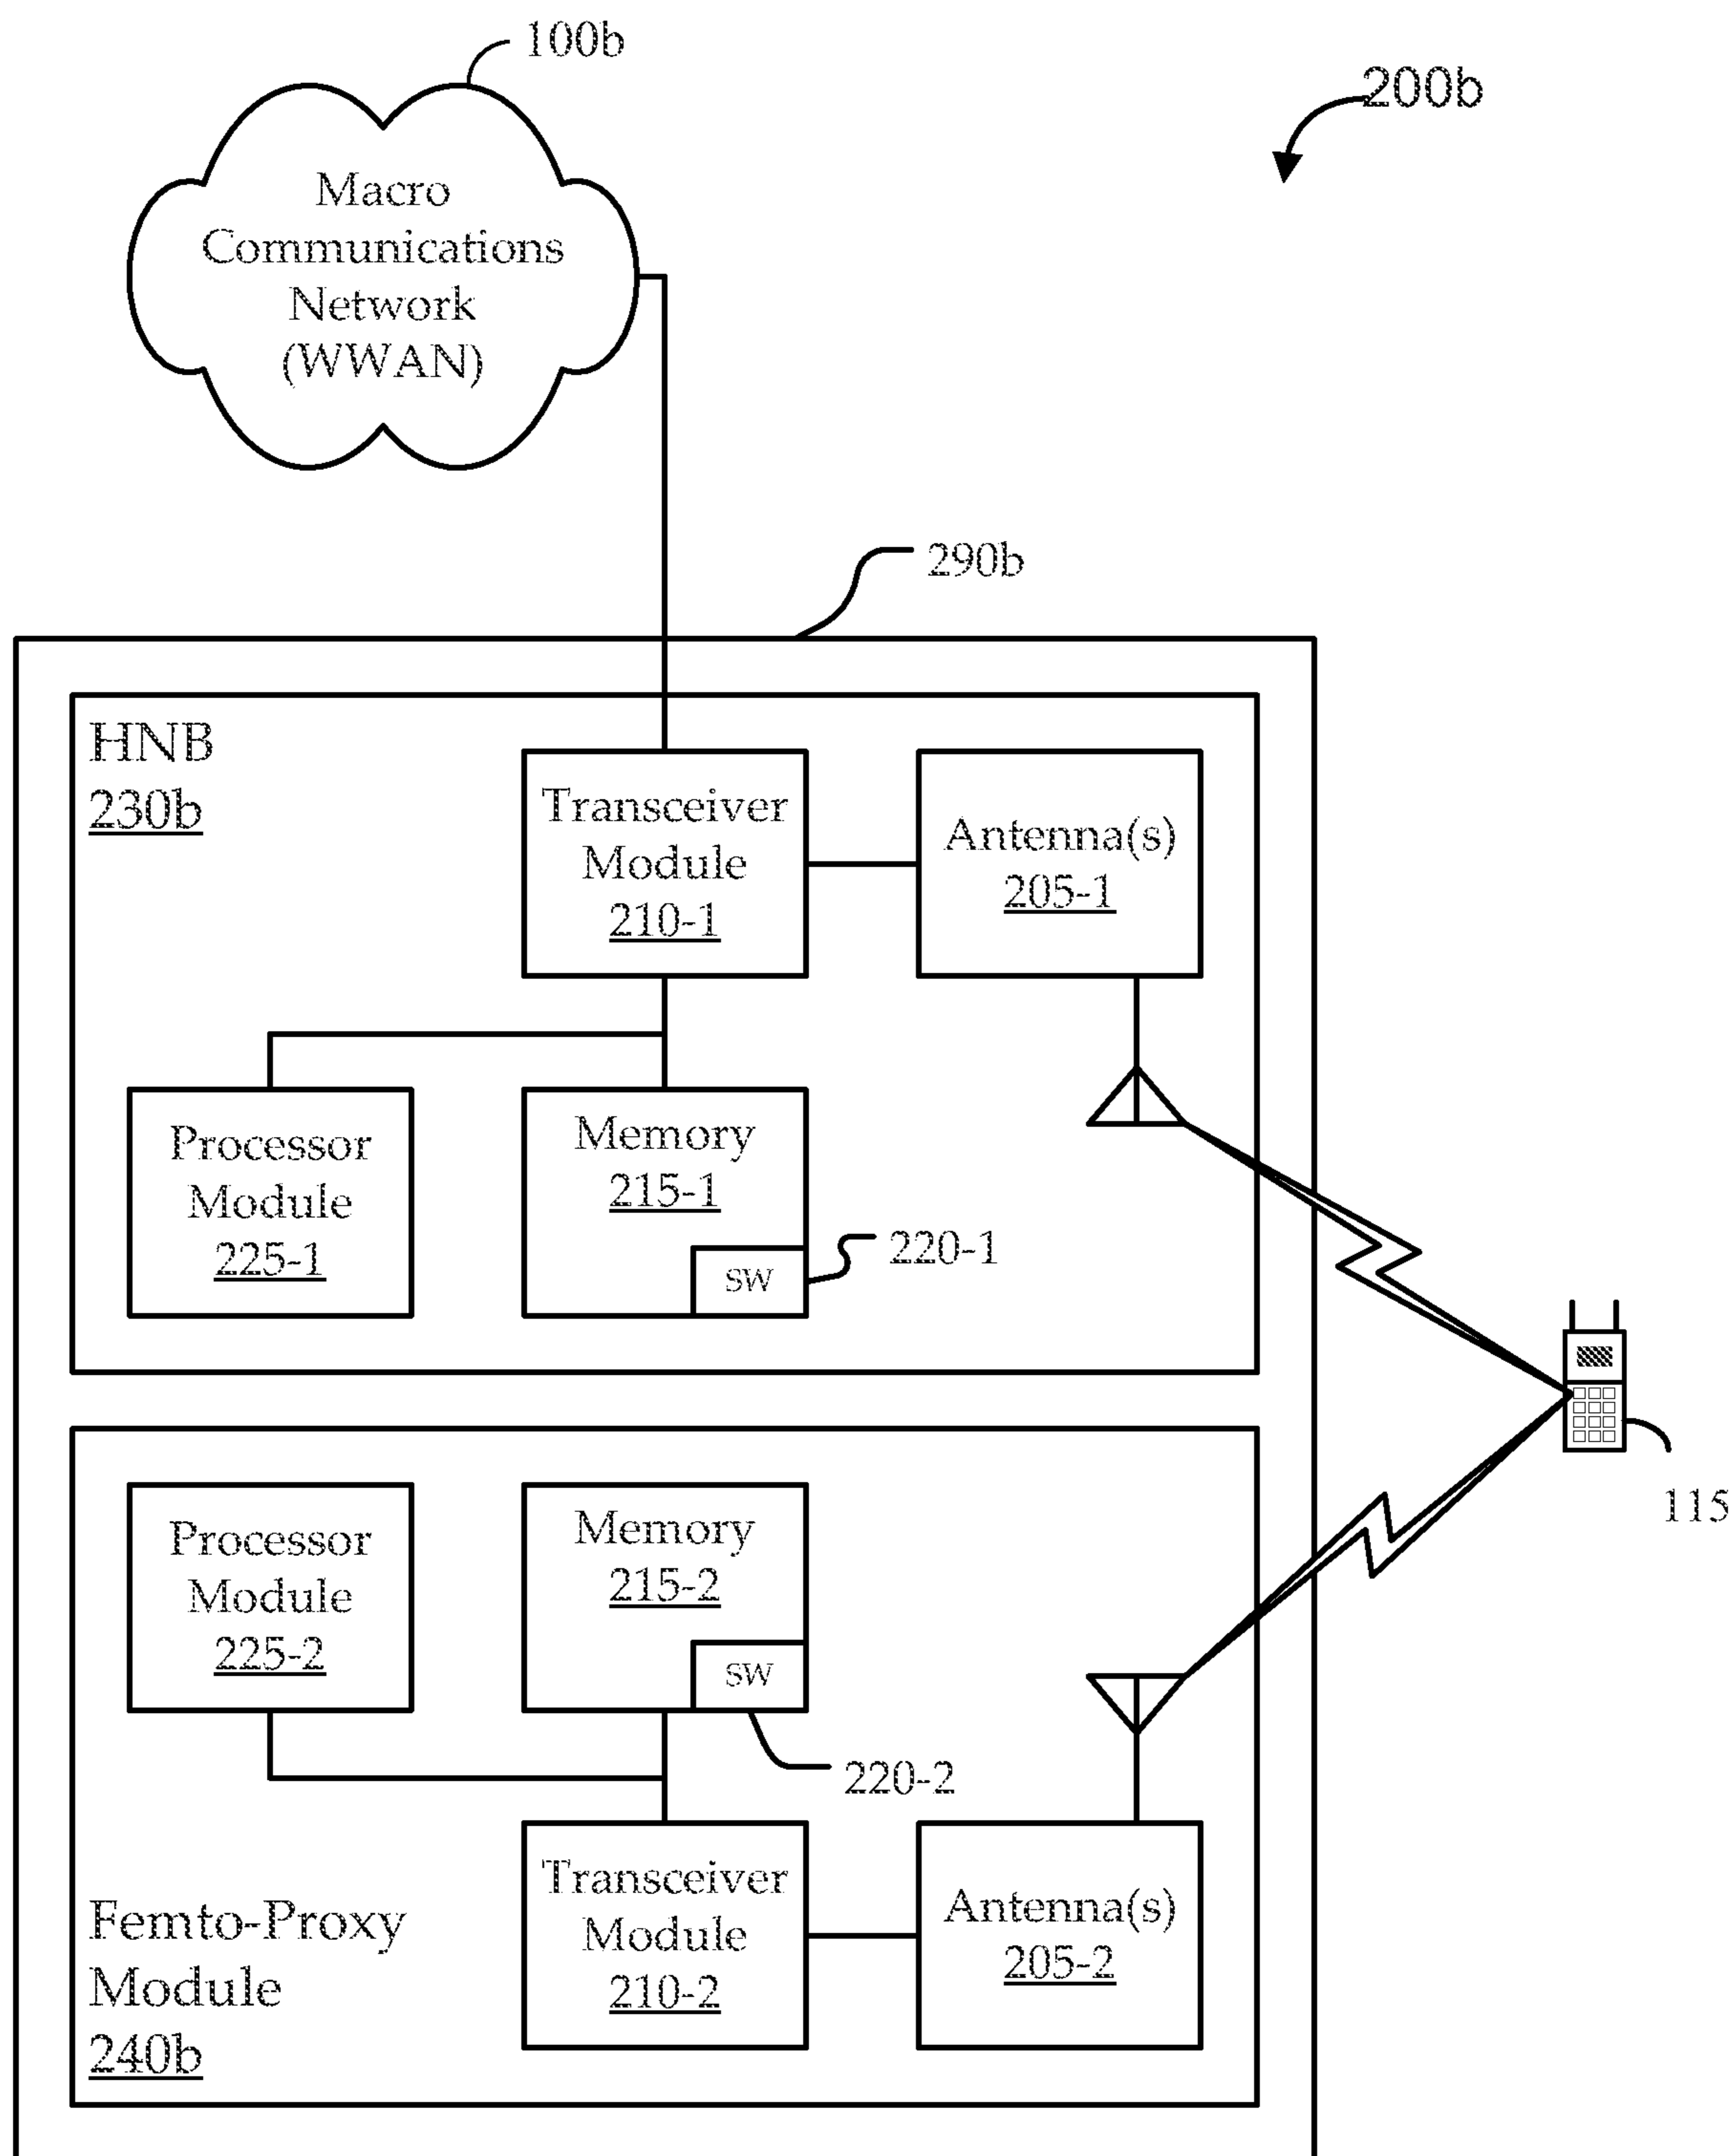 100b
200b
Macro
Communications
Network
(WWAN)
290b
HNB
230b
Transceiver
Module
210-1
Antenna(s)
205-1
Processor
Module
225-1
Memory
215-1
SW
220-1
115
Processor
Module
225-2
Memory
215-2
SW
220-2
Transceiver
Module
210-2
Antenna(s)
205-2
Femto-Proxy
Module
240b